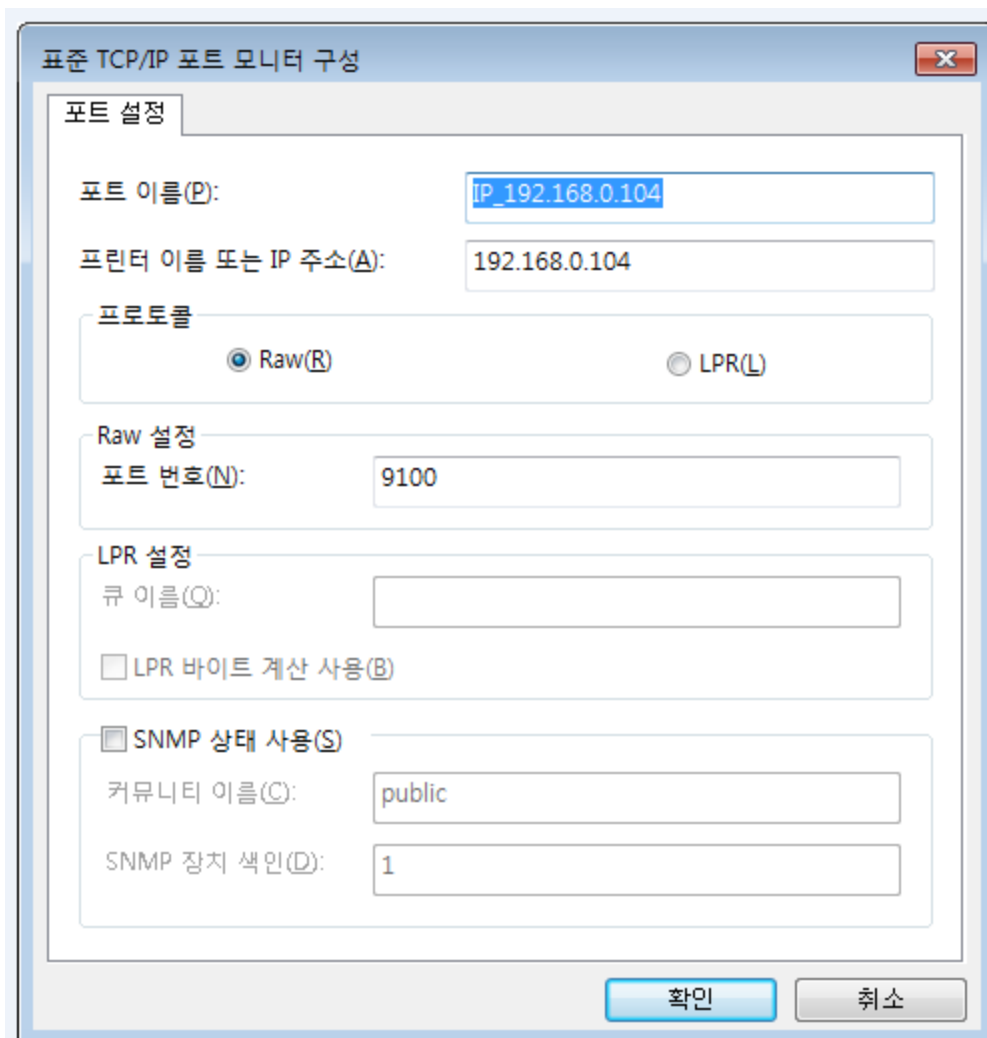 표준 TCP/IP 포트 모니터 구성
포트 설정
포트 이름(P): IP_192.168.0.104
프린터 이름 또는 IP 주소(A): 192.168.0.104
프로토콜
Raw(R) LPR(L)
Raw 설정
포트 번호(N): 9100
LPR 설정
큐 이름(Q):
LPR 바이트 계산 사용(B)
SNMP 상태 사용(S)
커뮤니티 이름(C): public
SNMP 장치 색인(D): 1
확인 취소